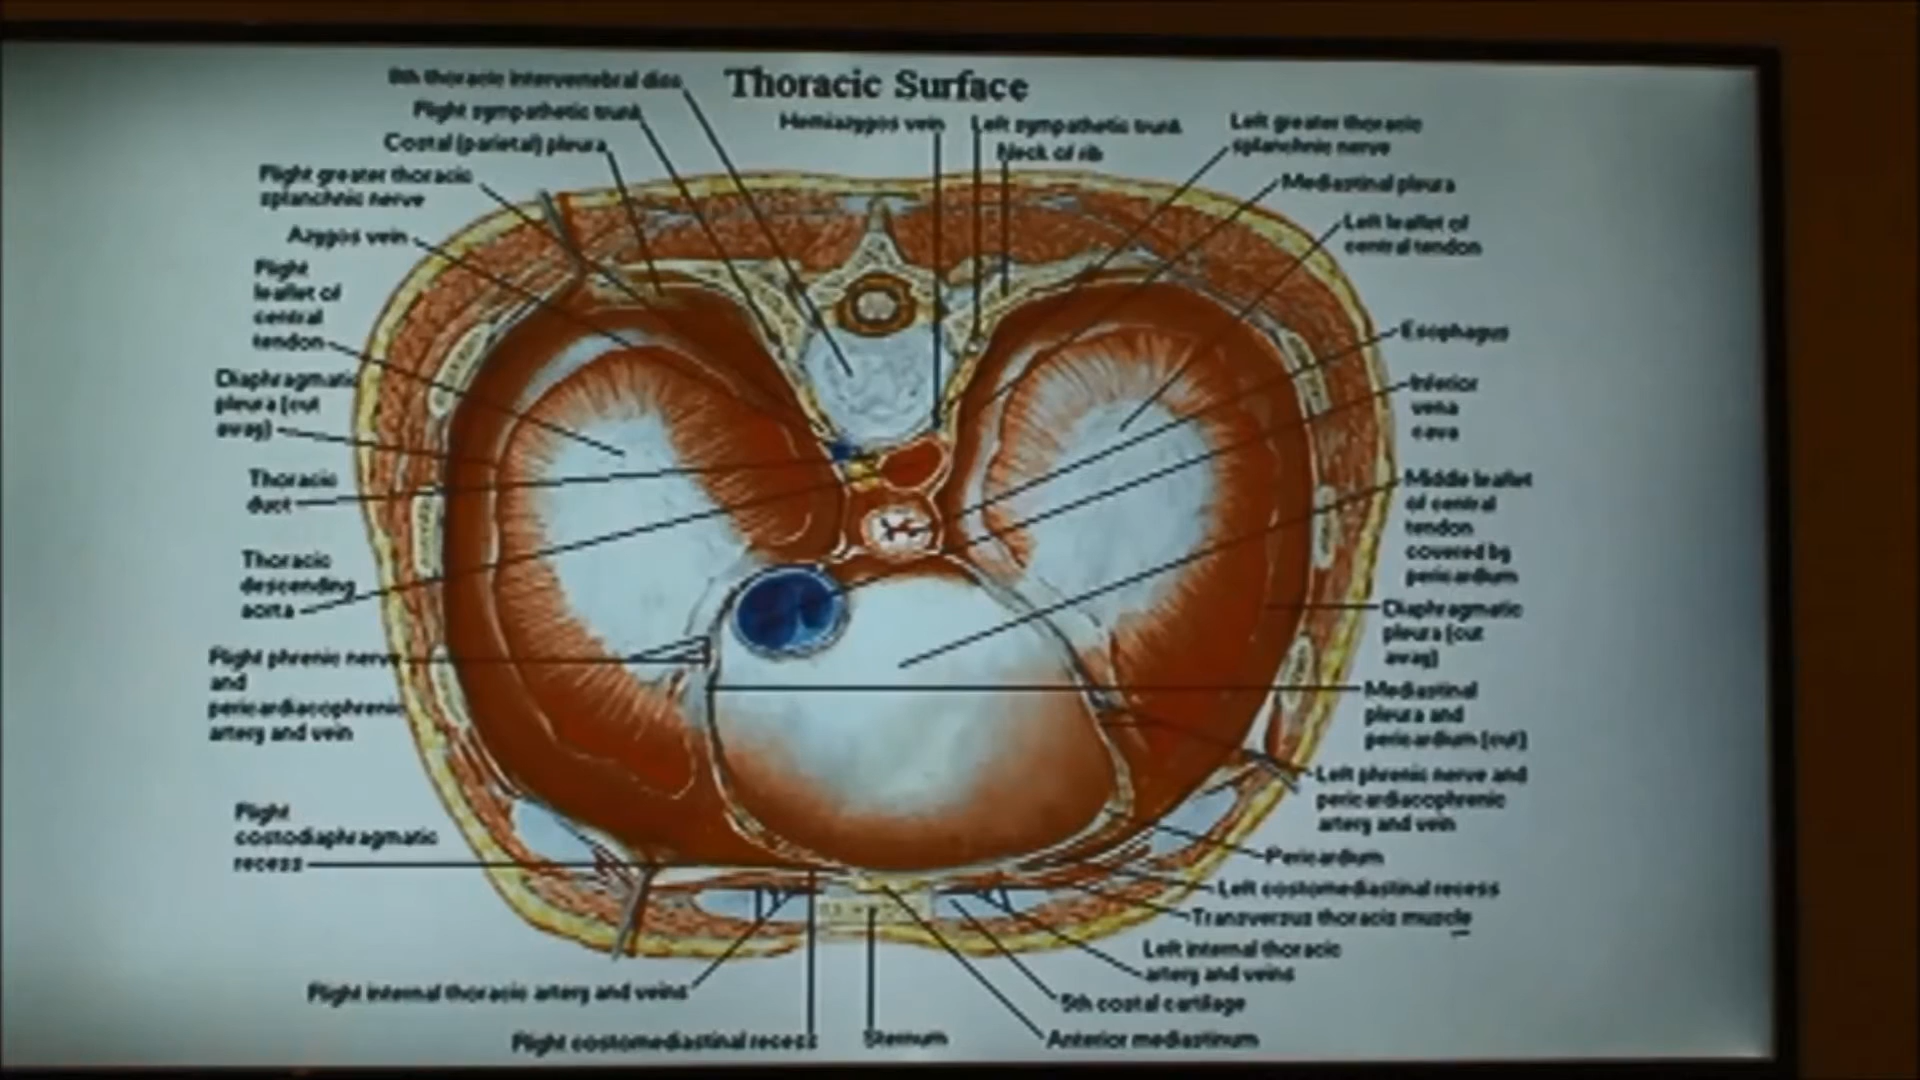 Thoracic Surface
8th thoracic intervertebral disc
Right sympathetic trunk
Costal (parietal) pleura
Right greater thoracic
splanchnic nerve
Azygos vein
Right
leaflet of
central
tendon
Diaphragmatic
pleura (cut
away)
Thoracic
duct
Thoracic
descending
aorta
Right phrenic nerve
and
pericardiacophrenic
artery and vein
Right
costodiaphragmatic
recess
Right internal thoracic artery and veins
Right costomediastinal recess
Sternum
Hemiazygos vein
Left sympathetic trunk
Neck of rib
Left greater thoracic
splanchnic nerve
Mediastinal pleura
Left leaflet of
central tendon
Esophagus
Inferior
vena
cava
Middle leaflet
of central
tendon
covered by
pericardium
Diaphragmatic
pleura (cut
away)
Mediastinal
pleura and
pericardium (cut)
Left phrenic nerve and
pericardiacophrenic
artery and vein
Pericardium
Left costomediastinal recess
Transversus thoracis muscle
Left internal thoracic
artery and veins
5th costal cartilage
Anterior mediastinum